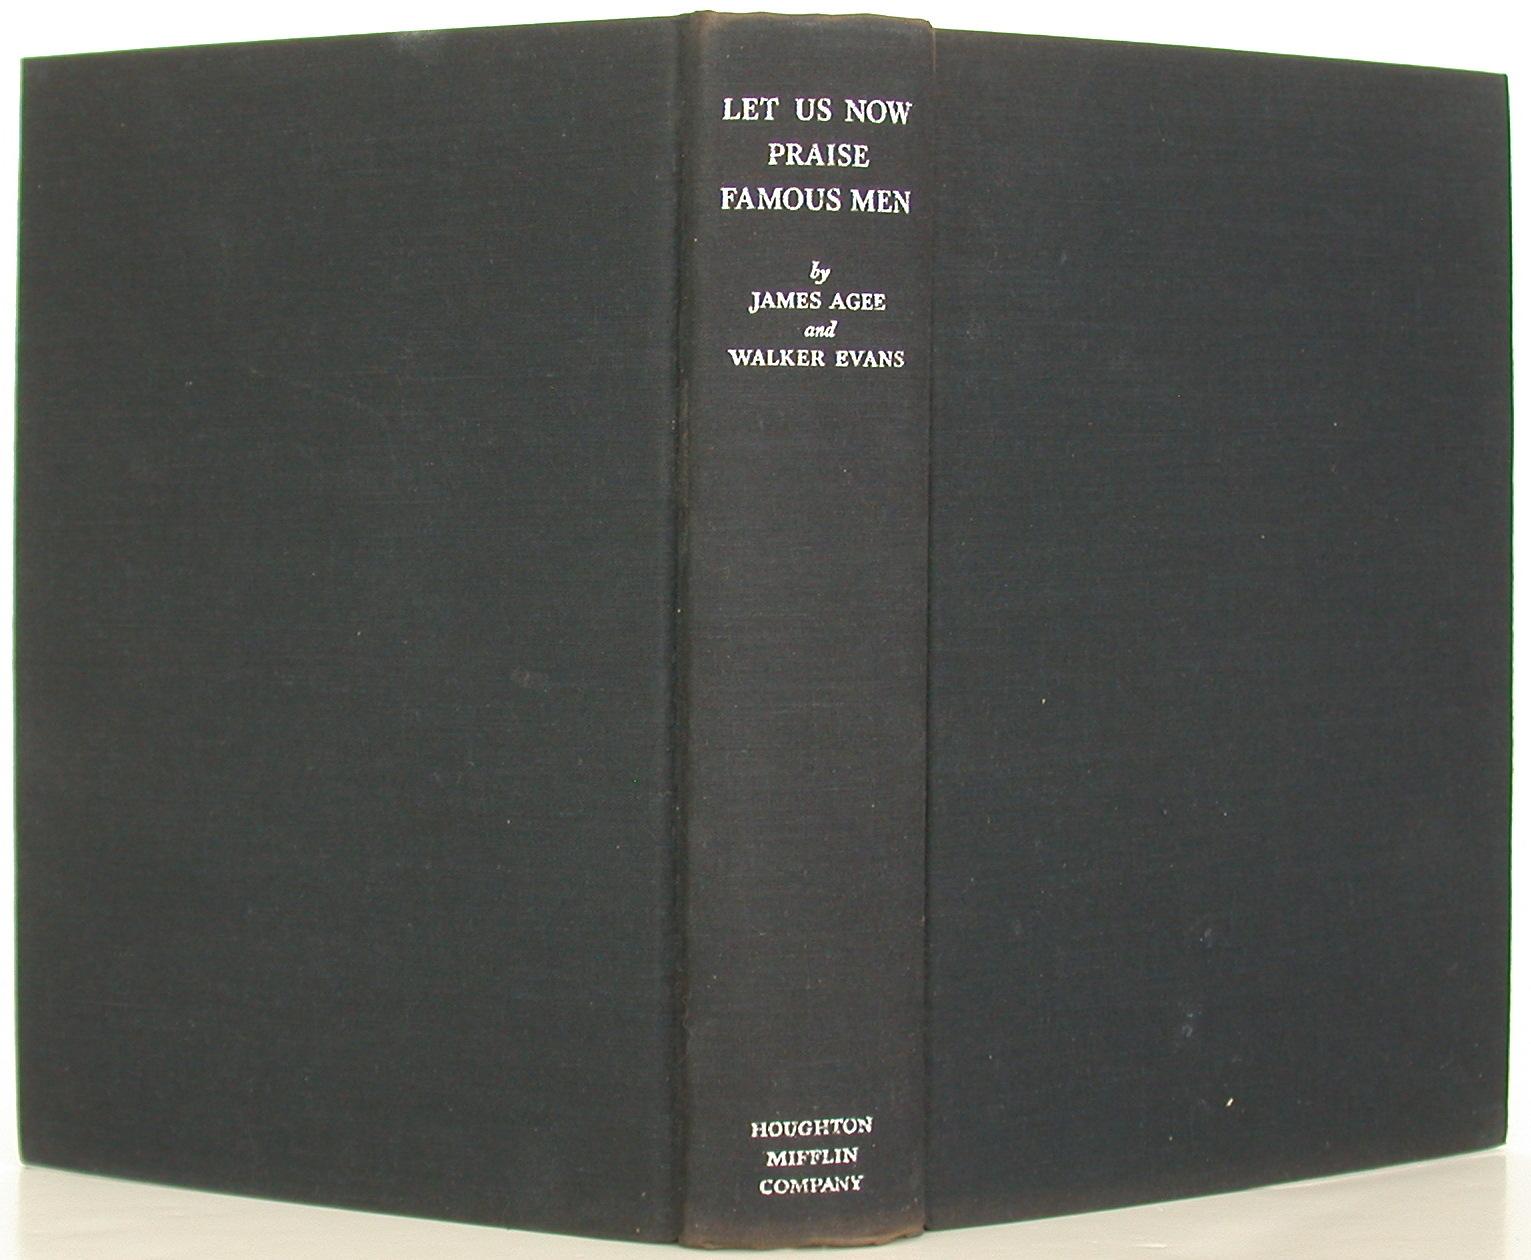 LET US NOW
PRAISE
FAMOUS MEN
by
JAMES AGEE
and
WALKER EVANS
HOUGHTON
MIFFLIN
COMPANY